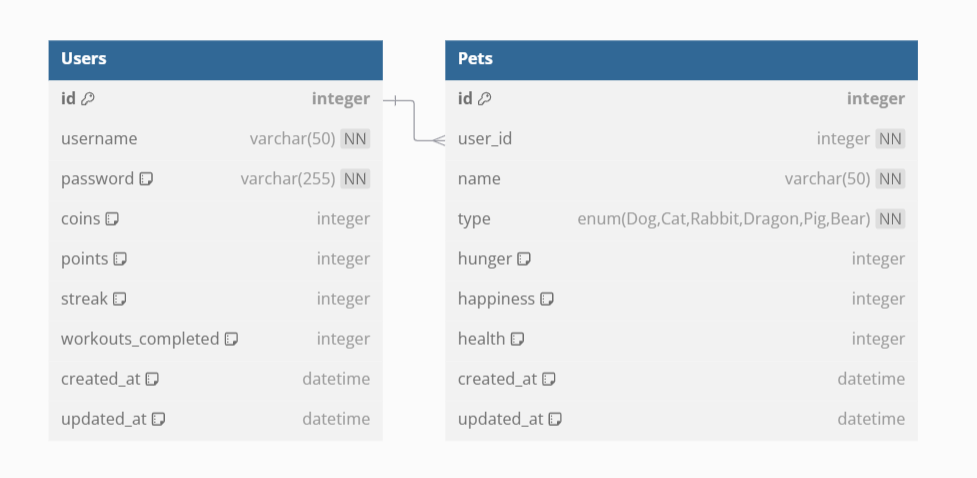 Users
id integer
username varchar(50) NN
password varchar(255) NN
coins integer
points integer
streak integer
workouts_completed integer
created_at datetime
updated_at datetime
Pets
id integer
user_id integer NN
name varchar(50) NN
type enum(Dog,Cat,Rabbit,Dragon,Pig,Bear) NN
hunger integer
happiness integer
health integer
created_at datetime
updated_at datetime